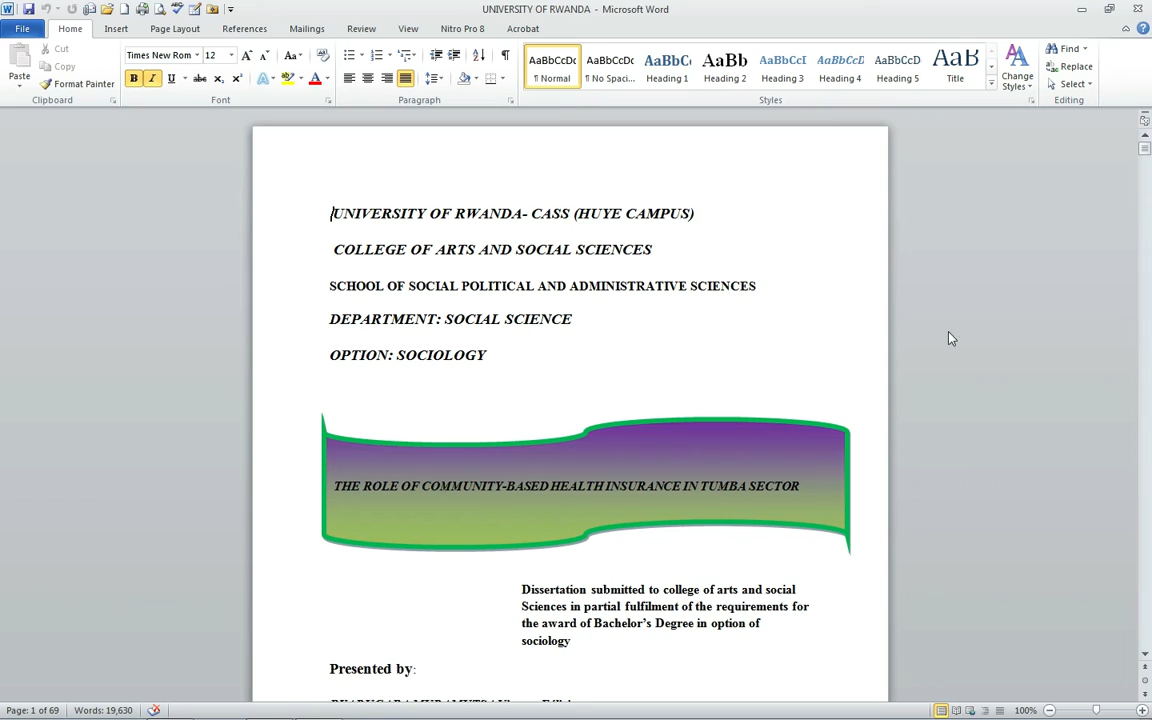 UNIVERSITY OF RWANDA - Microsoft Word
File Home Insert Page Layout References Mailings Review View Nitro Pro 8 Acrobat
Paste
Cut
Copy
Format Painter
Clipboard
Times New Rom 12
Font
Paragraph
AaBbCcDc AaBbCcDc AaBbC AaBb AaBbCcI AaBbCcD AaBbCcD AaB
¶ Normal ¶ No Spaci... Heading 1 Heading 2 Heading 3 Heading 4 Heading 5 Title
Styles
Change Styles
Find
Replace
Select
Editing
UNIVERSITY OF RWANDA- CASS (HUYE CAMPUS)
COLLEGE OF ARTS AND SOCIAL SCIENCES
SCHOOL OF SOCIAL POLITICAL AND ADMINISTRATIVE SCIENCES
DEPARTMENT: SOCIAL SCIENCE
OPTION: SOCIOLOGY
THE ROLE OF COMMUNITY-BASED HEALTH INSURANCE IN TUMBA SECTOR
Dissertation submitted to college of arts and social
Sciences in partial fulfilment of the requirements for
the award of Bachelor's Degree in option of
sociology
Presented by:
Page: 1 of 69 Words: 19,630 100%